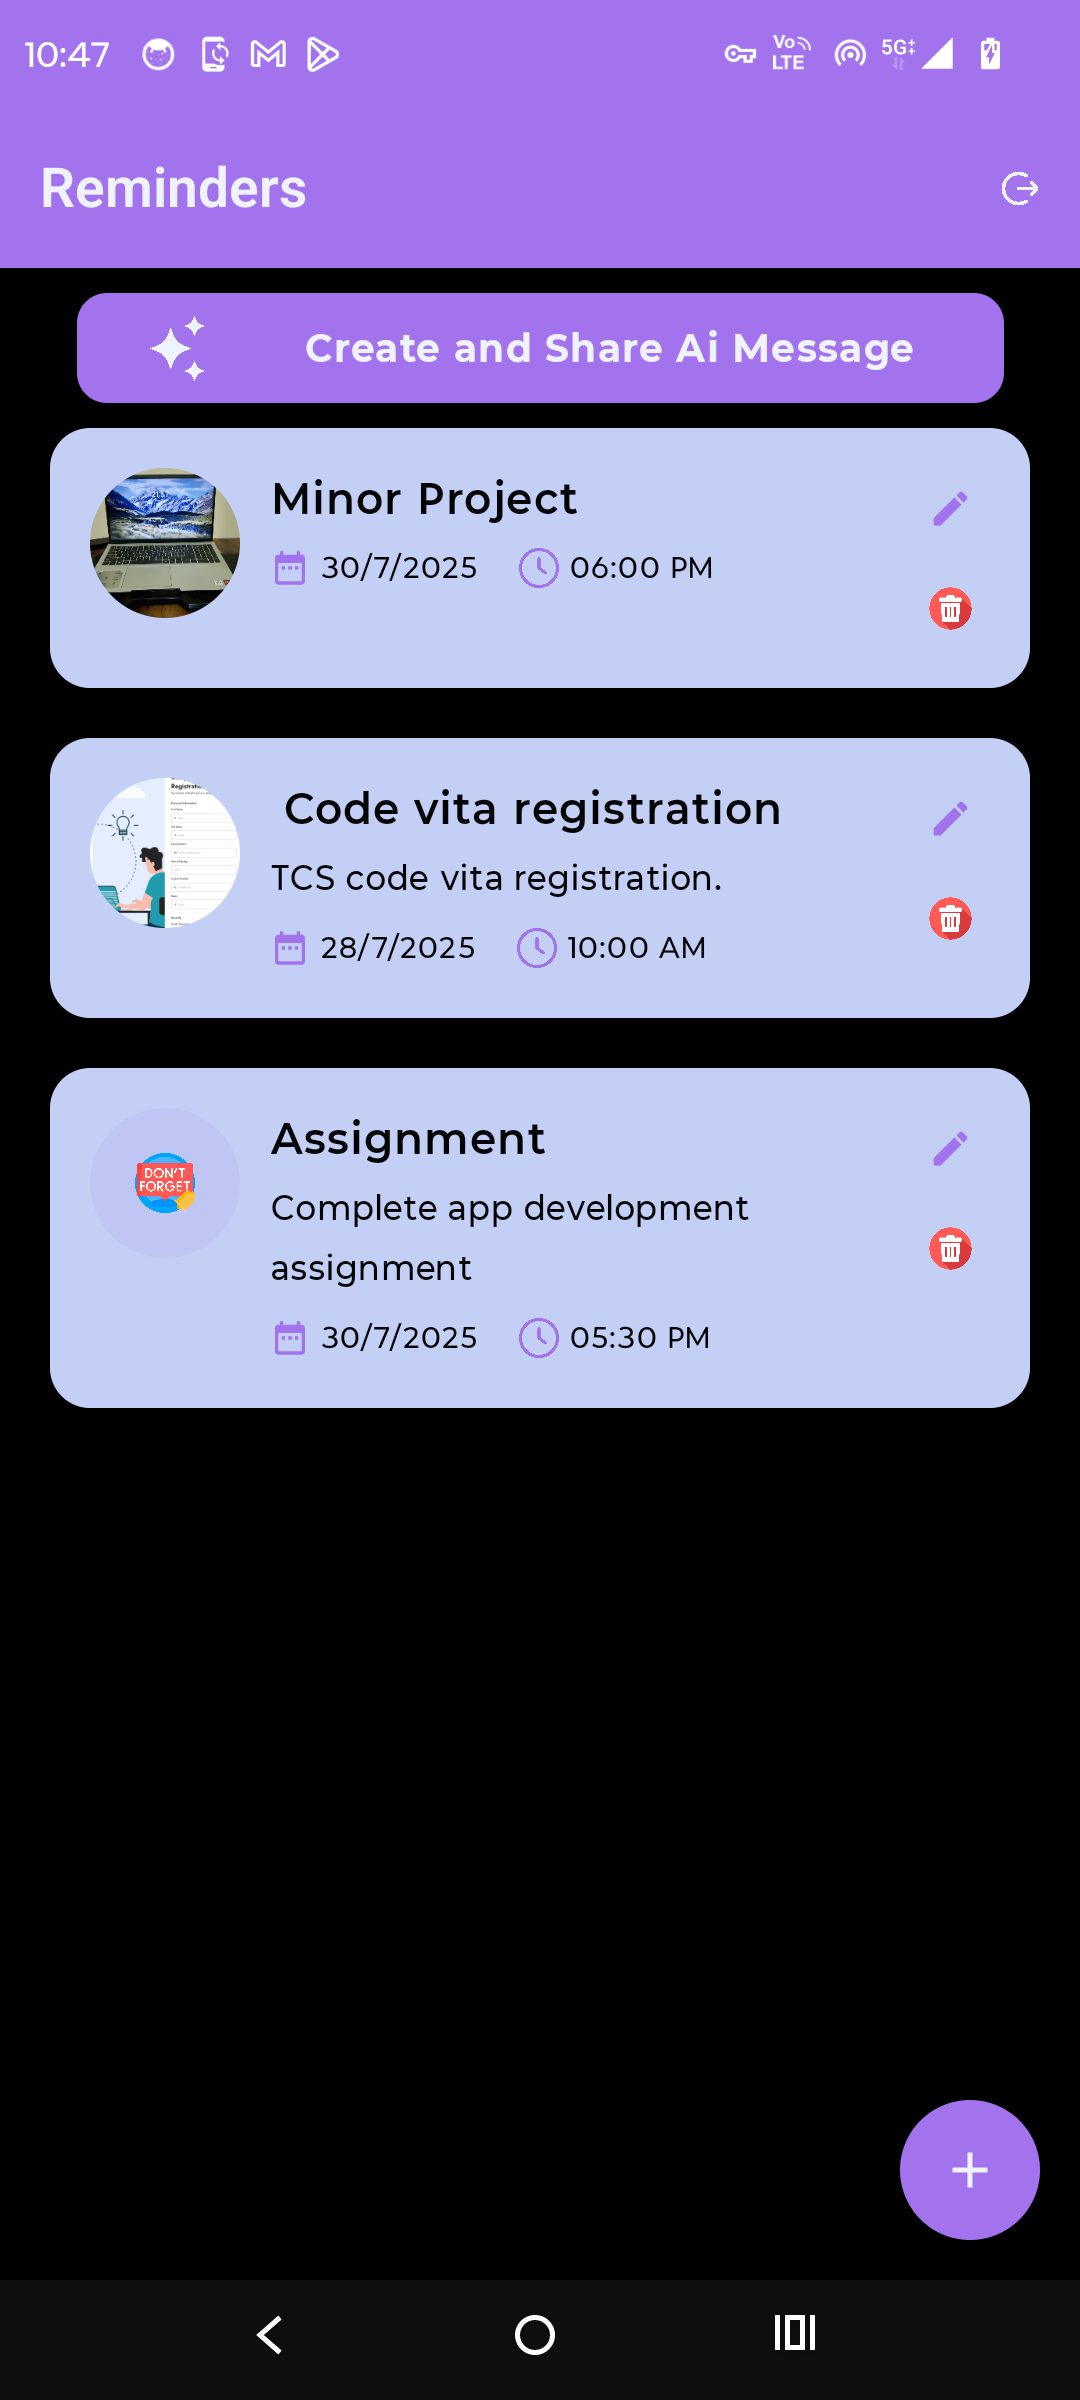 10:47
Vo
LTE
5G
Reminders
Create and Share Ai Message
Minor Project
30/7/2025 06:00 PM
Registrati
Code vita registration
TCS code vita registration.
28/7/2025 10:00 AM
Assignment
DON'T
FORGET
Complete app development
assignment
30/7/2025 05:30 PM